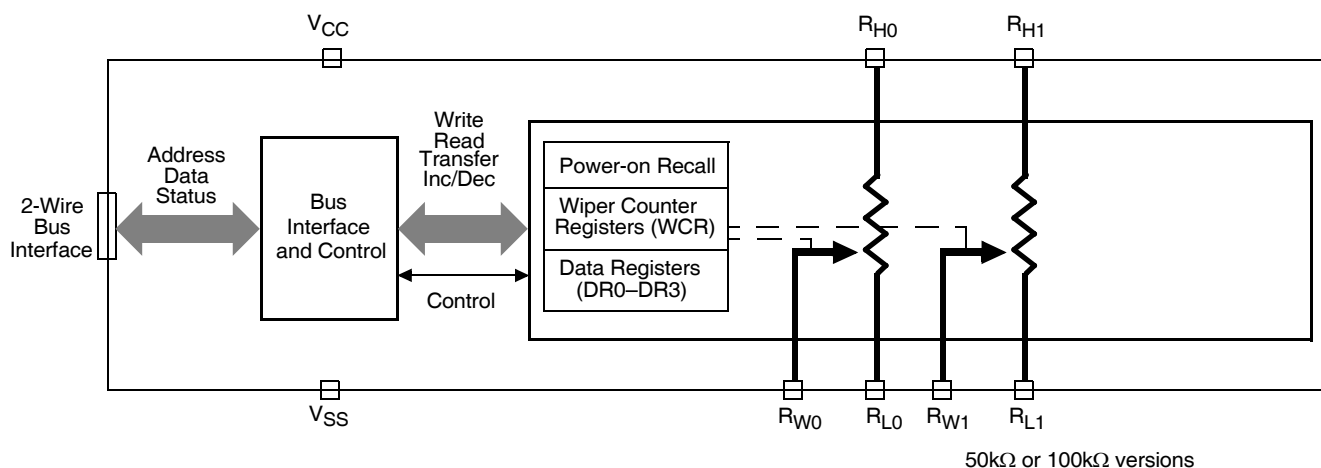 VCC
RH0
RH1
2-Wire
Bus
Interface
Address
Data
Status
Bus
Interface
and Control
Write
Read
Transfer
Inc/Dec
Control
Power-on Recall
Wiper Counter
Registers (WCR)
Data Registers
(DR0–DR3)
VSS
RW0
RL0
RW1
RL1
50kΩ or 100kΩ versions